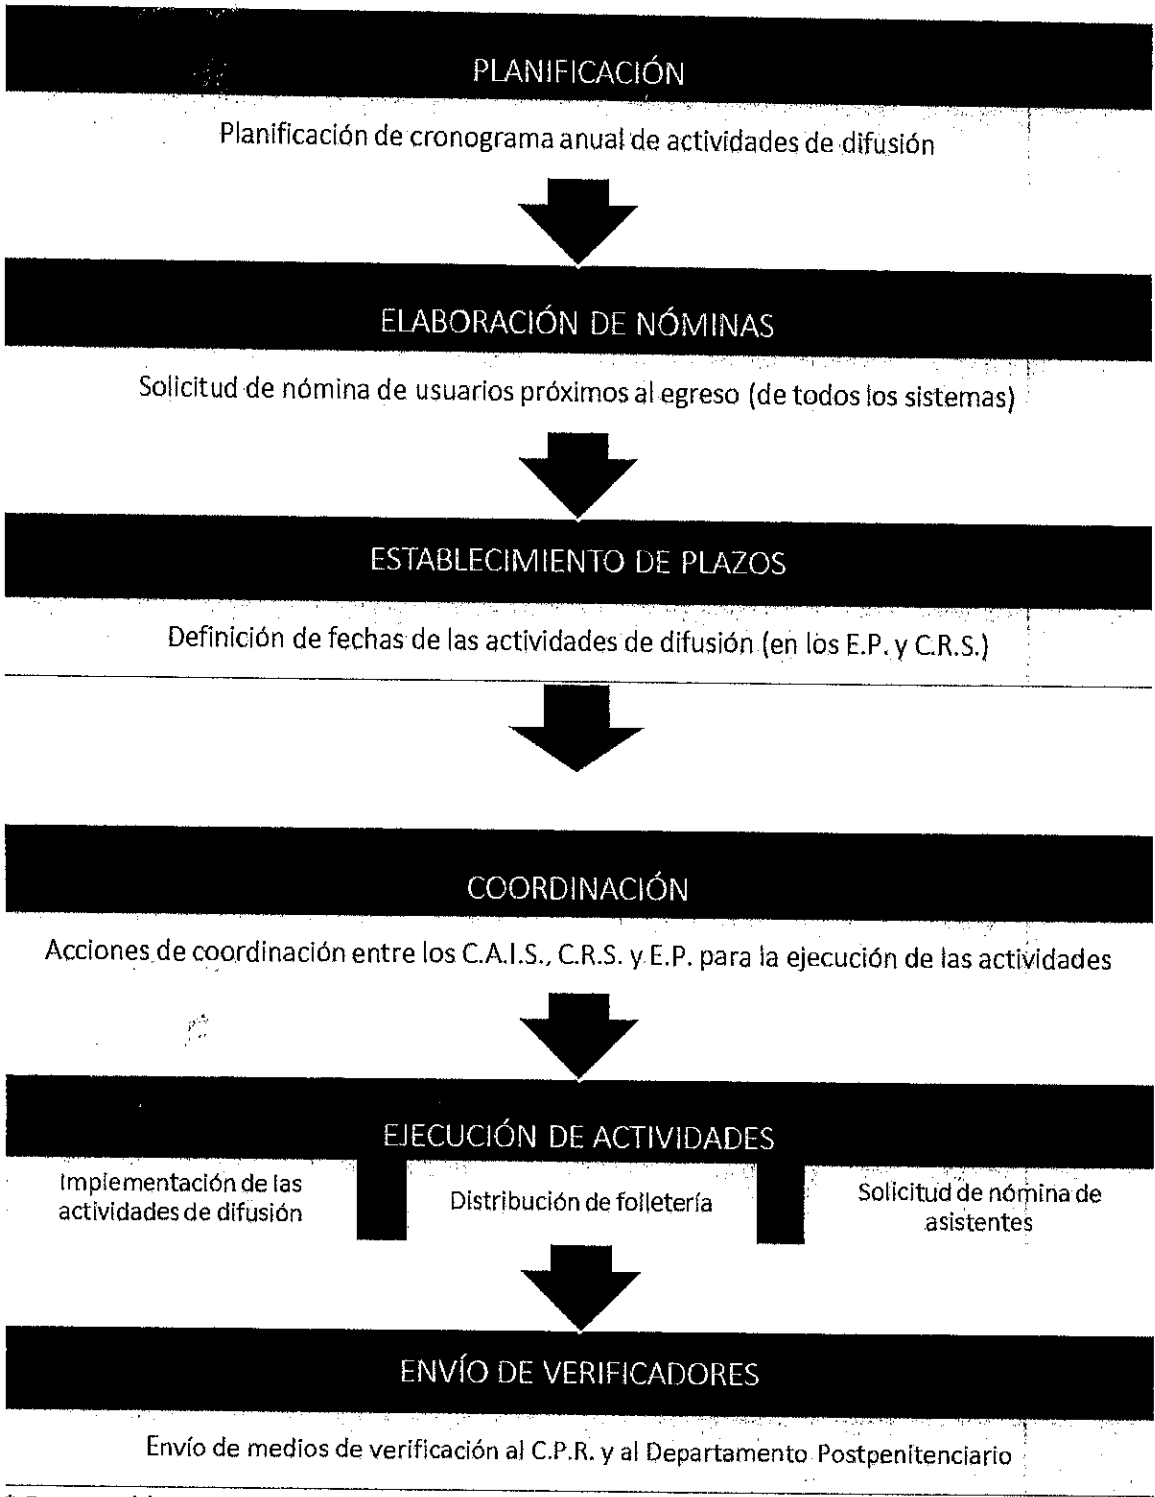 PLANIFICACIÓN
Planificación de cronograma anual de actividades de difusión
ELABORACIÓN DE NÓMINAS
Solicitud de nómina de usuarios próximos al egreso (de todos los sistemas)
ESTABLECIMIENTO DE PLAZOS
Definición de fechas de las actividades de difusión (en los E.P. y C.R.S.)
COORDINACIÓN
Acciones de coordinación entre los C.A.I.S., C.R.S. y E.P. para la ejecución de las actividades
EJECUCIÓN DE ACTIVIDADES
Implementación de las
actividades de difusión
Distribución de folletería
Solicitud de nómina de
asistentes
ENVÍO DE VERIFICADORES
Envío de medios de verificación al C.P.R. y al Departamento Postpenitenciario